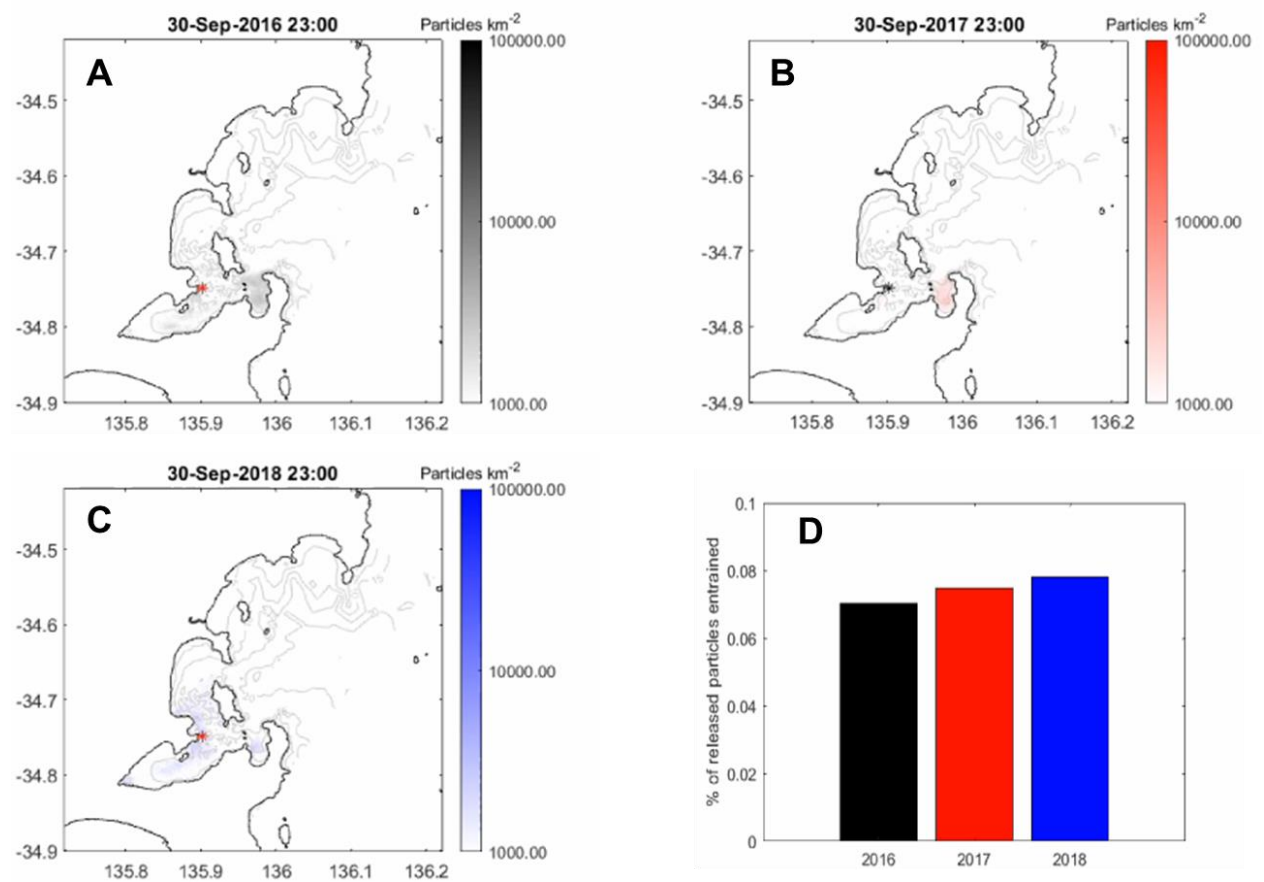 30-Sep-2016 23:00
Particles km-2
A
100000.00
10000.00
1000.00
-34.5
-34.6
-34.7
-34.8
-34.9
135.8 135.9 136 136.1 136.2
30-Sep-2017 23:00
Particles km-2
B
100000.00
10000.00
1000.00
-34.5
-34.6
-34.7
-34.8
-34.9
135.8 135.9 136 136.1 136.2
30-Sep-2018 23:00
Particles km-2
C
100000.00
10000.00
1000.00
-34.5
-34.6
-34.7
-34.8
-34.9
135.8 135.9 136 136.1 136.2
D
% of released particles entrained
0.1
0.08
0.06
0.04
0.02
0
2016 2017 2018